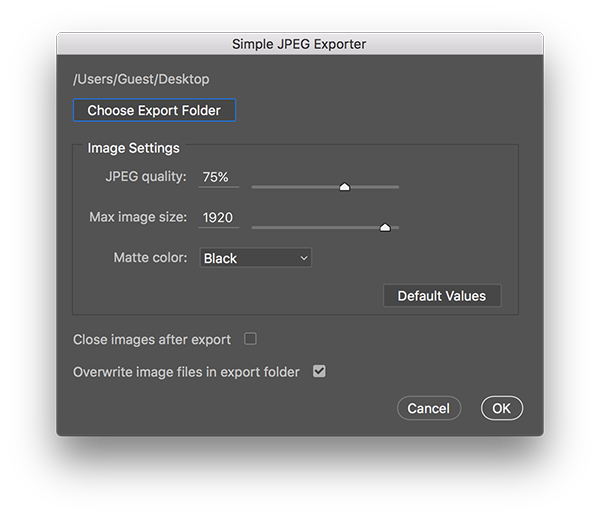 Simple JPEG Exporter
/Users/Guest/Desktop
Choose Export Folder
Image Settings
JPEG quality: 75%
Max image size: 1920
Matte color: Black
Default Values
Close images after export
Overwrite image files in export folder
Cancel OK